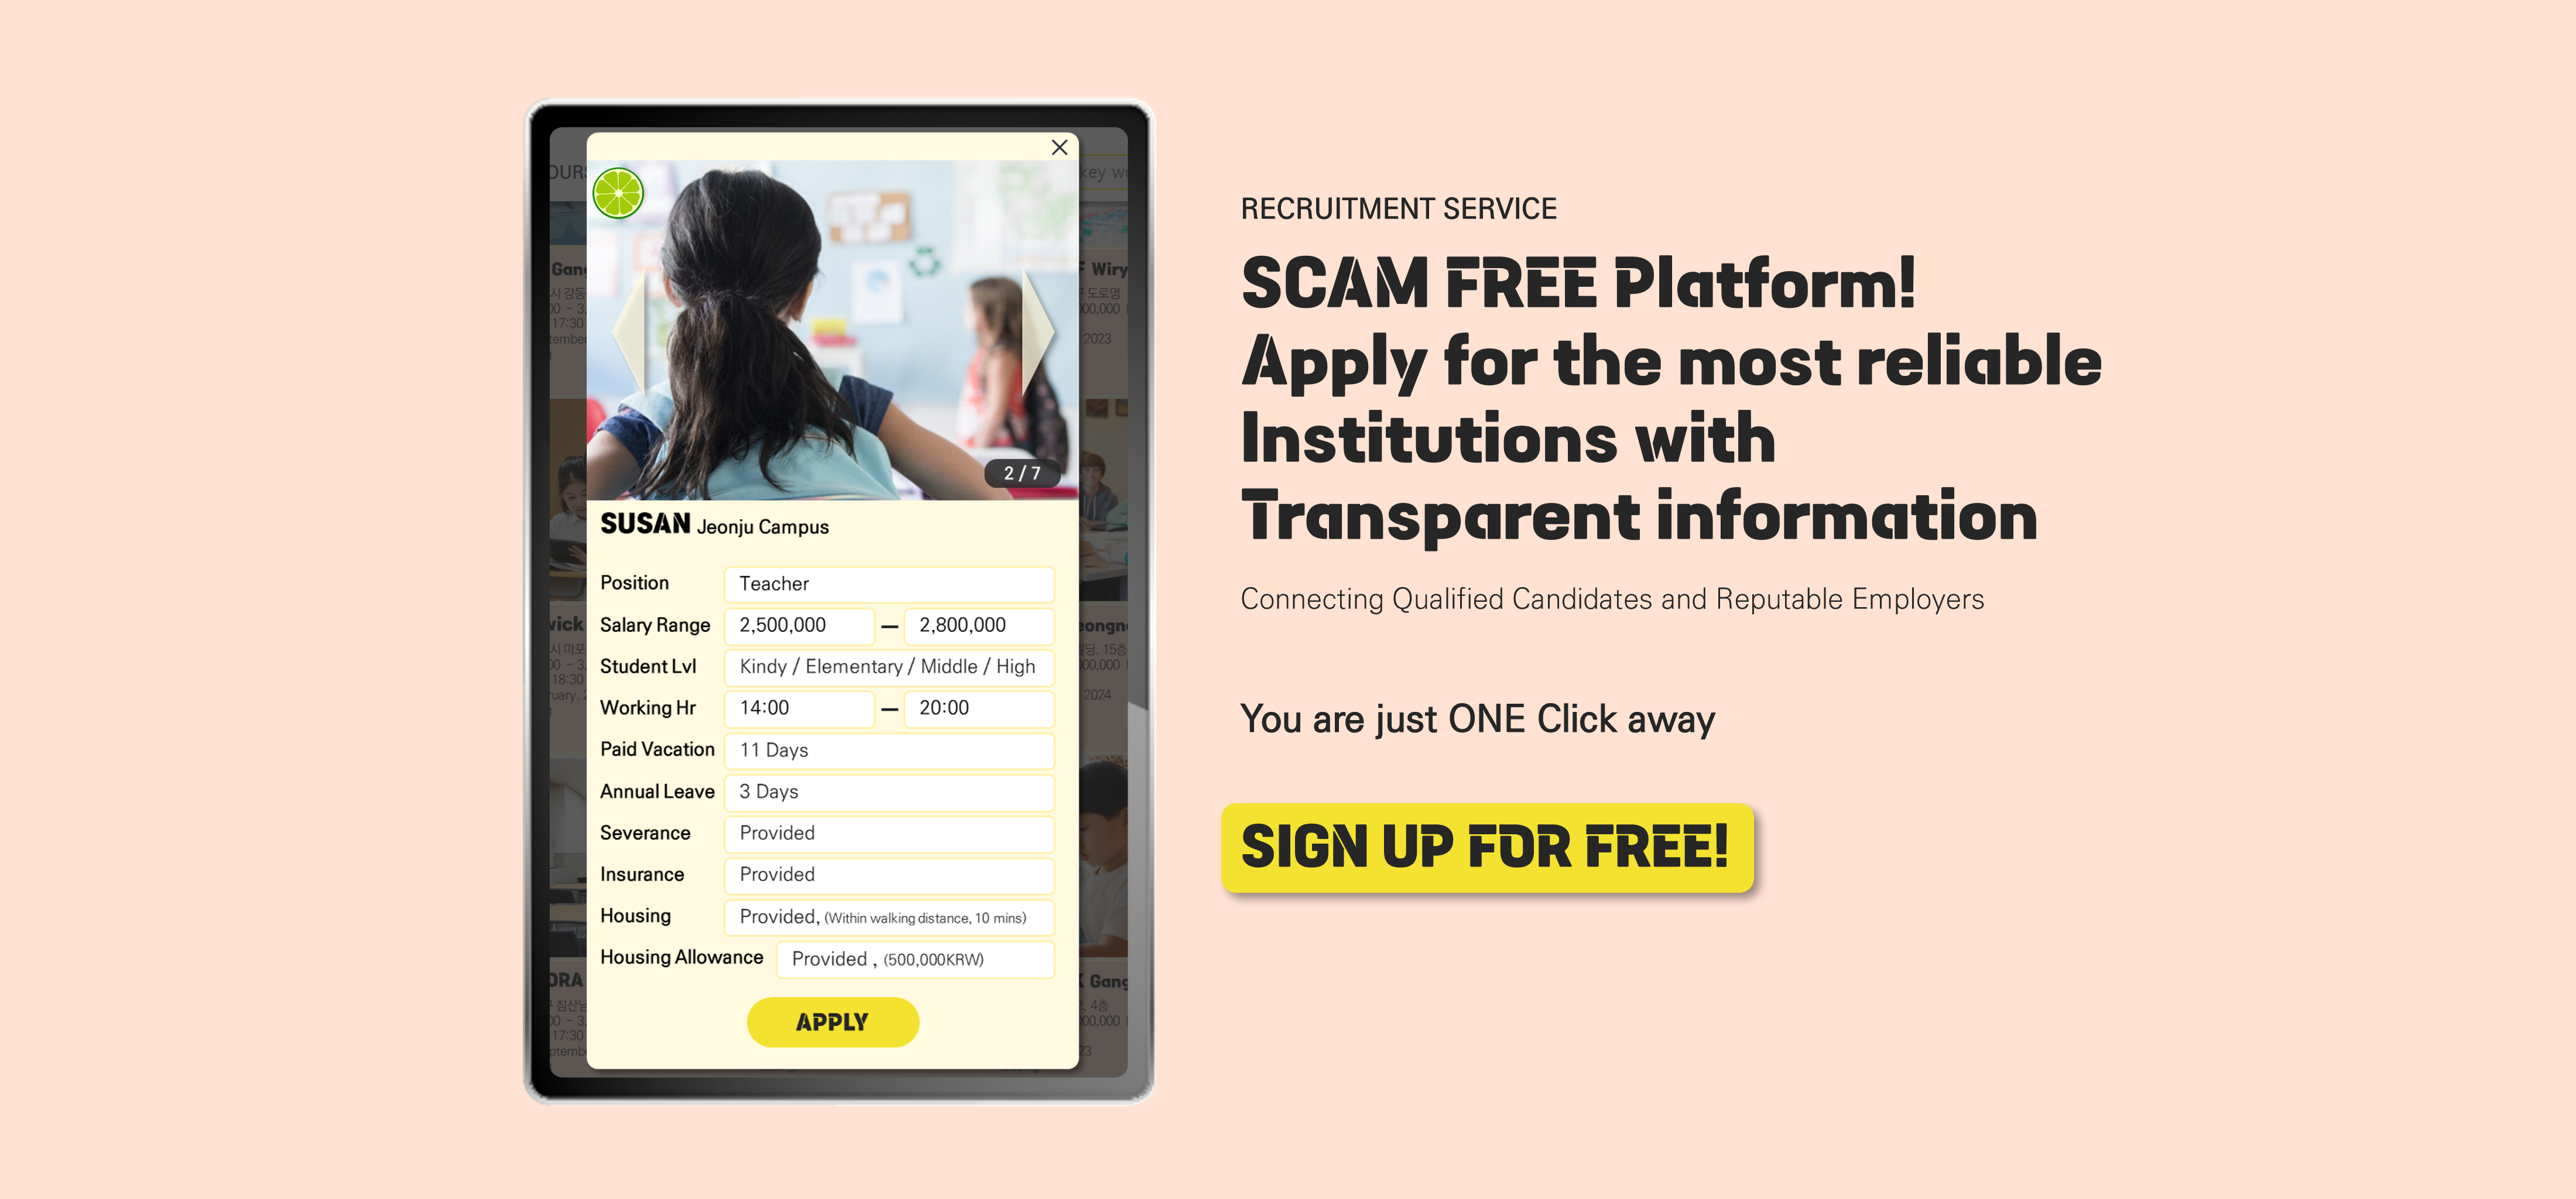 SUSAN Jeonju Campus
Position Teacher
Salary Range 2,500,000 — 2,800,000
Student Lvl Kindy / Elementary / Middle / High
Working Hr 14:00 — 20:00
Paid Vacation 11 Days
Annual Leave 3 Days
Severance Provided
Insurance Provided
Housing Provided, (Within walking distance, 10 mins)
Housing Allowance Provided , (500,000KRW)
APPLY
2 / 7
RECRUITMENT SERVICE
SCAM FREE Platform!
Apply for the most reliable
Institutions with
Transparent information
Connecting Qualified Candidates and Reputable Employers
You are just ONE Click away
SIGN UP FOR FREE!